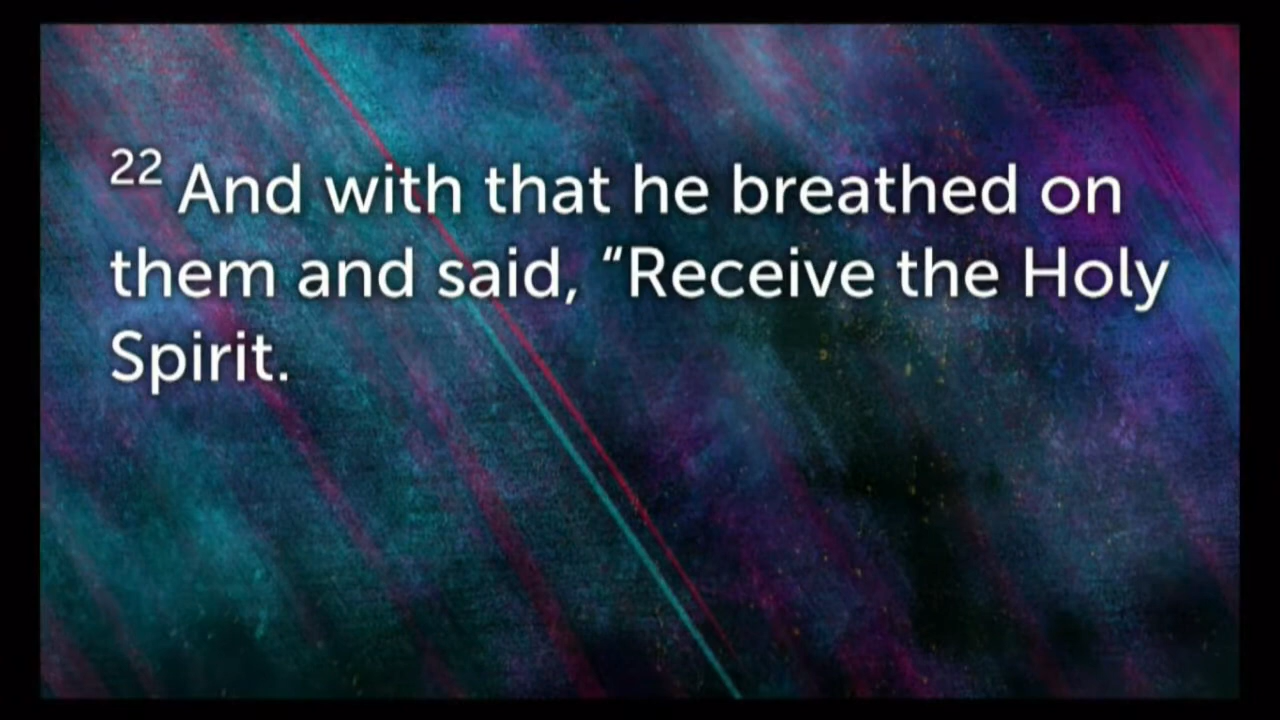 22 And with that he breathed on
them and said, “Receive the Holy
Spirit.